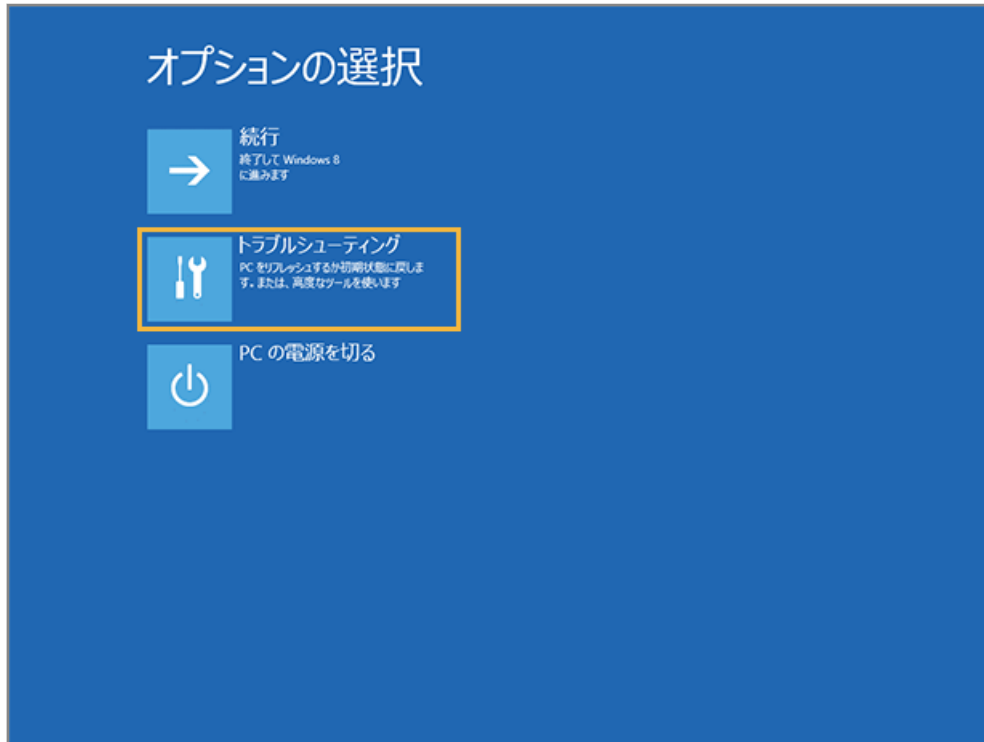 オプションの選択
続行
終了して Windows 8
に進みます
トラブルシューティング
PC をリフレッシュするか初期状態に戻しま
す。または、高度なツールを使います
PC の電源を切る